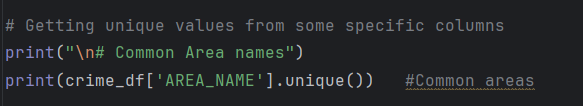 # Getting unique values from some specific columns
print("\n# Common Area names")
print(crime_df['AREA_NAME'].unique())   #Common areas